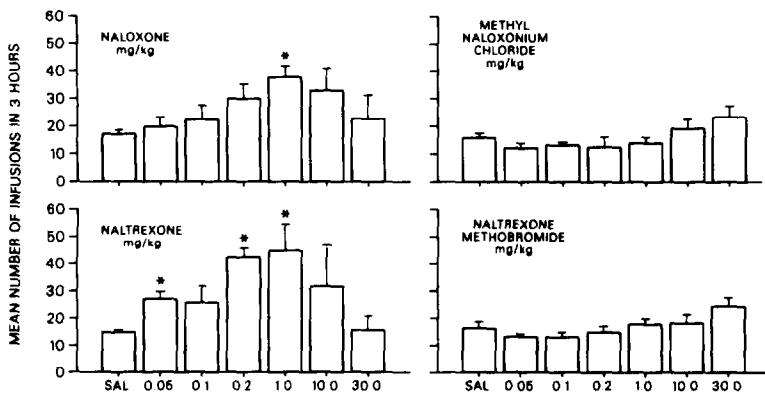 MEAN NUMBER OF INFUSIONS IN 3 HOURS
60
50
40
30
20
10
0
NALOXONE
mg/kg
*
METHYL
NALOXONIUM
CHLORIDE
mg/kg
60
50
40
30
20
10
0
NALTREXONE
mg/kg
* * *
SAL 0.05 0.1 0.2 1.0 10.0 30.0
NALTREXONE
METHOBROMIDE
mg/kg
SAL 0.05 0.1 0.2 1.0 10.0 30.0